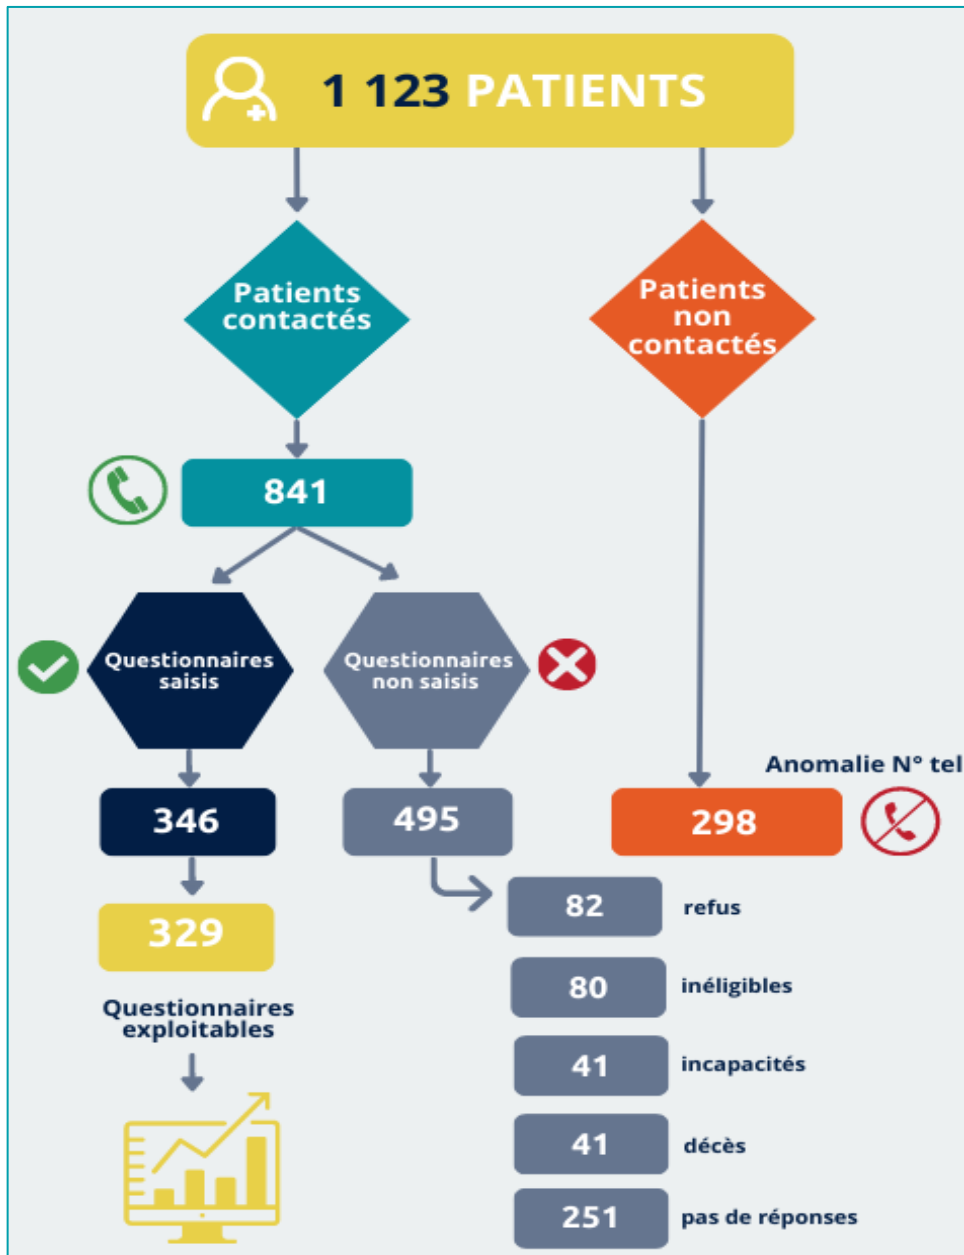 1 123 PATIENTS
Patients
contactés
Patients
non
contactés
841
Questionnaires
saisis
Questionnaires
non saisis
Anomalie N° tel
346
495
298
329
Questionnaires
exploitables
82 refus
80 inéligibles
41 incapacités
41 décès
251 pas de réponses